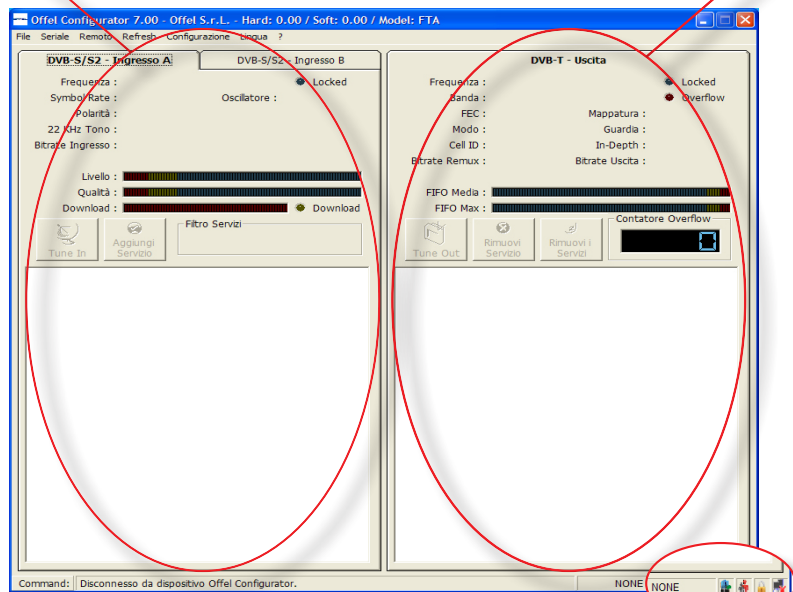 Offel Configurator 7.00 - Offel S.r.L. - Hard: 0.00 / Soft: 0.00 / Model: FTA
File Seriale Remoto Refresh Configurazione Lingua ?
DVB-S/S2 - Ingresso A
DVB-S/S2 - Ingresso B
Frequenza :
Locked
Symbol Rate :
Oscillatore :
Polarità :
22 KHz Tono :
Bitrate Ingresso :
Livello :
Qualità :
Download :
Download
Tune In
Aggiungi Servizio
Filtro Servizi
DVB-T - Uscita
Frequenza :
Locked
Banda :
Overflow
FEC :
Mappatura :
Modo :
Guardia :
Cell ID :
In-Depth :
Bitrate Remux :
Bitrate Uscita :
FIFO Media :
FIFO Max :
Tune Out
Rimuovi Servizio
Rimuovi i Servizi
Contatore Overflow
0
Command: Disconnesso da dispositivo Offel Configurator.
NONE
NONE